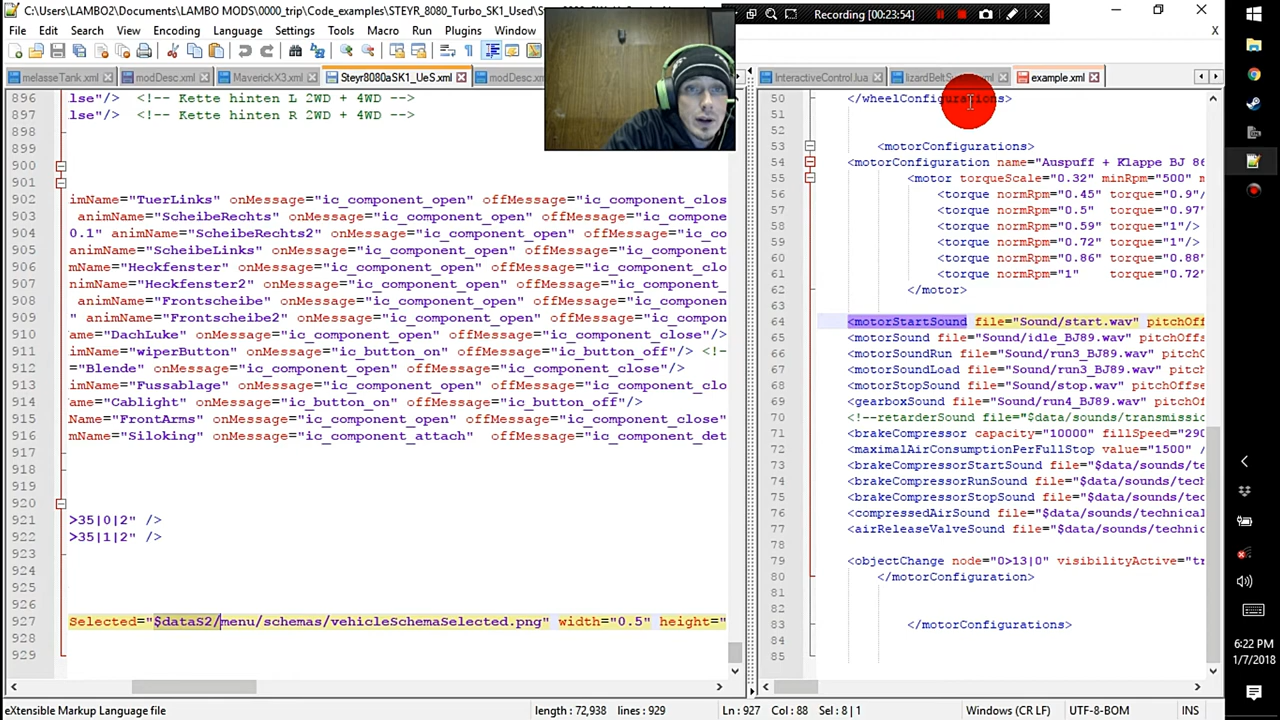 C:\Users\LAMBO2\Documents\LAMBO MODS\0000_trip\Code_examples\STEYR_8080_Turbo_SK1_Used\
Recording [00:23:54]
File Edit Search View Encoding Language Settings Tools Macro Run Plugins Window
melasseTank.xml modDesc.xml MaverickX3.xml Steyr8080aSK1_UeS.xml
896 lse"/> <!-- Kette hinten L 2WD + 4WD -->
897 lse"/> <!-- Kette hinten R 2WD + 4WD -->
898
899
900
901
902 imName="TuerLinks" onMessage="ic_component_open" offMessage="ic_component_clos
903 animName="ScheibeRechts" onMessage="ic_component_open" offMessage="ic_compone
904 0.1" animName="ScheibeRechts2" onMessage="ic_component_open" offMessage="ic_co
905 animName="ScheibeLinks" onMessage="ic_component_open" offMessage="ic_component
906 mName="Heckfenster" onMessage="ic_component_open" offMessage="ic_component_clo
907 mName="Heckfenster2" onMessage="ic_component_open" offMessage="ic_component_cl
908 animName="Frontscheibe" onMessage="ic_component_open" offMessage="ic_componen
909 " animName="Frontscheibe2" onMessage="ic_component_open" offMessage="ic_compon
910 mName="DachLuke" onMessage="ic_component_open" offMessage="ic_component_close"/>
911 imName="wiperButton" onMessage="ic_button_on" offMessage="ic_button_off"/> <!-
912 ="Blende" onMessage="ic_component_open" offMessage="ic_component_close"/>
913 imName="Fussablage" onMessage="ic_component_open" offMessage="ic_component_clo
914 mName="Cablight" onMessage="ic_button_on" offMessage="ic_button_off"/>
915 Name="FrontArms" onMessage="ic_component_open" offMessage="ic_component_close"
916 mName="Siloking" onMessage="ic_component_attach" offMessage="ic_component_det
917
918
919
920
921 >35|0|2" />
922 >35|1|2" />
923
924
925
926
927 Selected="$dataS2/menu/schemas/vehicleSchemaSelected.png" width="0.5" height="
928
929
InteractiveControl.lua example.xml
50 </wheelConfigurations>
51
52
53 <motorConfigurations>
54 <motorConfiguration name="Auspuff + Klappe BJ 86
55 <motor torqueScale="0.32" minRpm="500" m
56 <torque normRpm="0.45" torque="0.9"/
57 <torque normRpm="0.5" torque="0.97"
58 <torque normRpm="0.59" torque="1"/>
59 <torque normRpm="0.72" torque="1"/>
60 <torque normRpm="0.86" torque="0.88"
61 <torque normRpm="1" torque="0.72"
62 </motor>
63
64 <motorStartSound file="Sound/start.wav" pitchOff
65 <motorSound file="Sound/idle_BJ89.wav" pitchOffs
66 <motorSoundRun file="Sound/run3_BJ89.wav" pitchO
67 <motorSoundLoad file="Sound/run3_BJ89.wav" pitch
68 <motorStopSound file="Sound/stop.wav" pitchOffse
69 <gearboxSound file="Sound/run4_BJ89.wav" pitchOf
70 <!--retarderSound file="$data/sounds/transmissio
71 <brakeCompressor capacity="10000" fillSpeed="290
72 <maximalAirConsumptionPerFullStop value="1500" /
73 <brakeCompressorStartSound file="$data/sounds/te
74 <brakeCompressorRunSound file="$data/sounds/tech
75 <brakeCompressorStopSound file="$data/sounds/tec
76 <compressedAirSound file="$data/sounds/technical
77 <airReleaseValveSound file="$data/sounds/technic
78
79 <objectChange node="0>13|0" visibilityActive="tr
80 </motorConfiguration>
81
82
83 </motorConfigurations>
84
85
eXtensible Markup Language file length : 72,938 lines : 929 Ln : 927 Col : 88 Sel : 8 | 1 Windows (CR LF) UTF-8-BOM INS
6:22 PM
1/7/2018